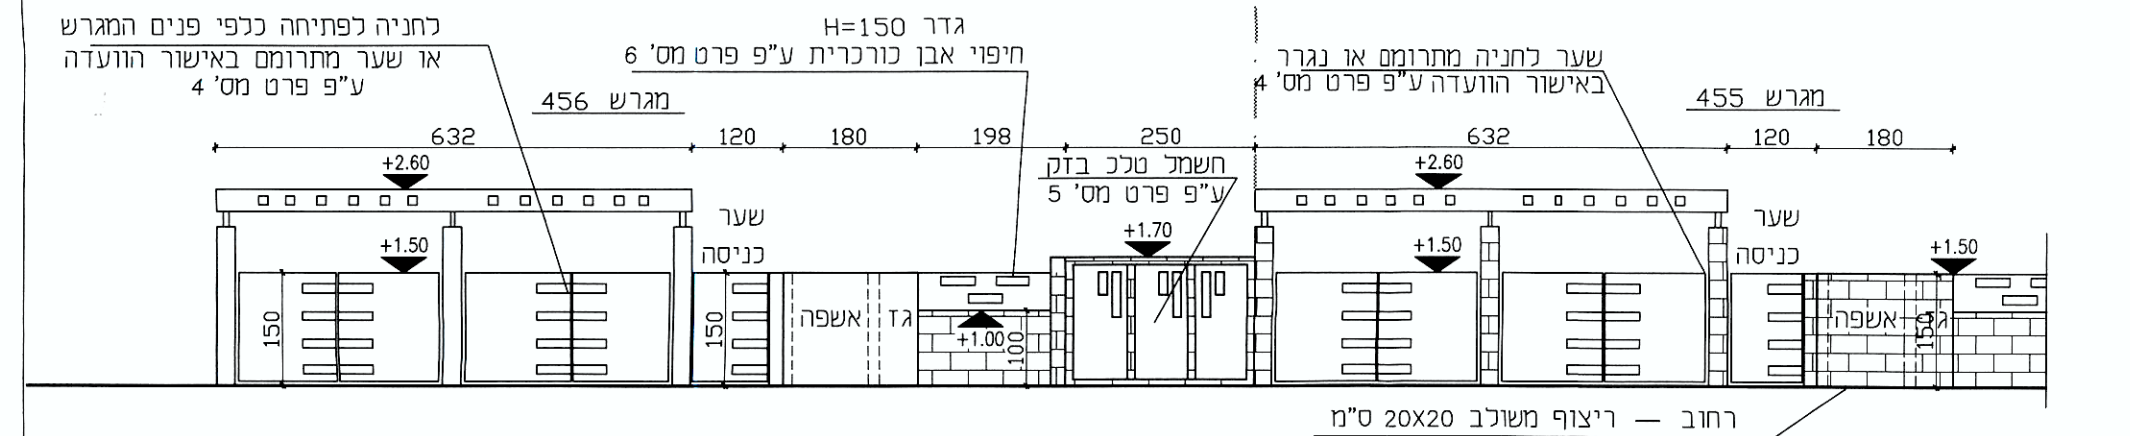 לחניה לפתיחה כלפי פנים המגרש
או שער מתרומם באישור הוועדה
ע"פ פרט מס' 4
גדר H=150
חיפוי אבן כורכרית ע"פ פרט מס' 6
שער לחניה מתרומם או נגרר
באישור הוועדה ע"פ פרט מס' 4
מגרש 456
מגרש 455
632
120
180
198
250
632
120
180
+2.60
+2.60
חשמל טלכ בזק
ע"פ פרט מס' 5
שער
כניסה
שער
כניסה
+1.50
+1.70
+1.50
+1.50
150
150
אשפה
גז
+1.00
100
אשפה
גז
150
רחוב — ריצוף משולב 20X20 ס"מ